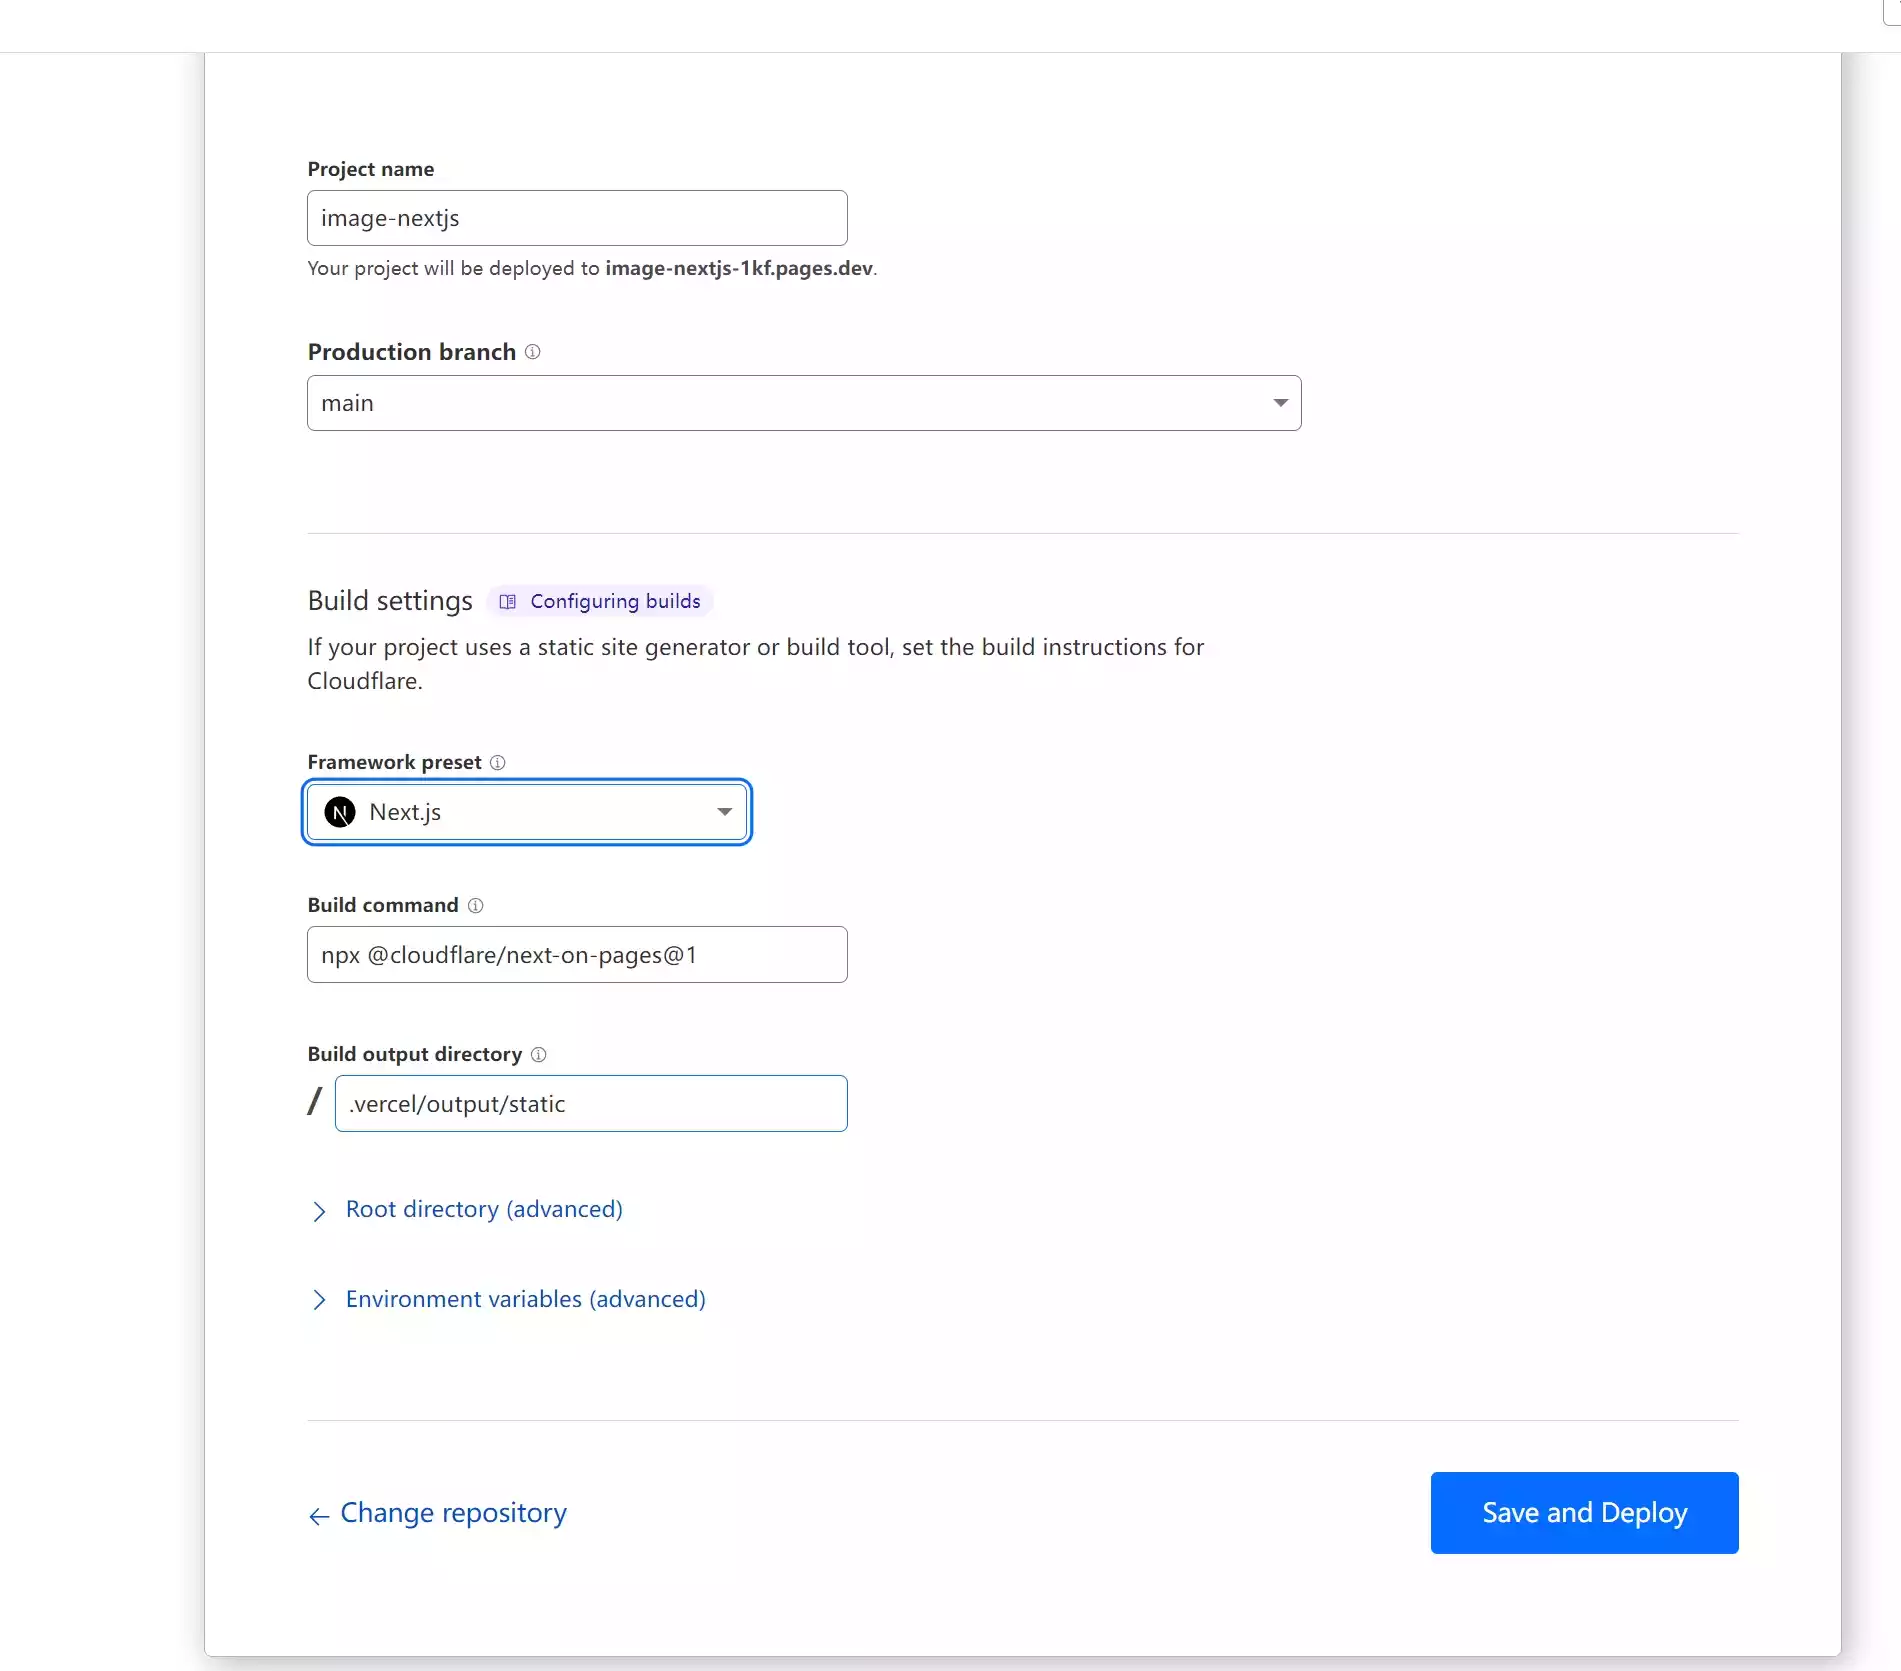 Project name
image-nextjs
Your project will be deployed to image-nextjs-1kf.pages.dev.
Production branch
main
Build settings
Configuring builds
If your project uses a static site generator or build tool, set the build instructions for
Cloudflare.
Framework preset
Next.js
Build command
npx @cloudflare/next-on-pages@1
Build output directory
/
.vercel/output/static
Root directory (advanced)
Environment variables (advanced)
Change repository
Save and Deploy